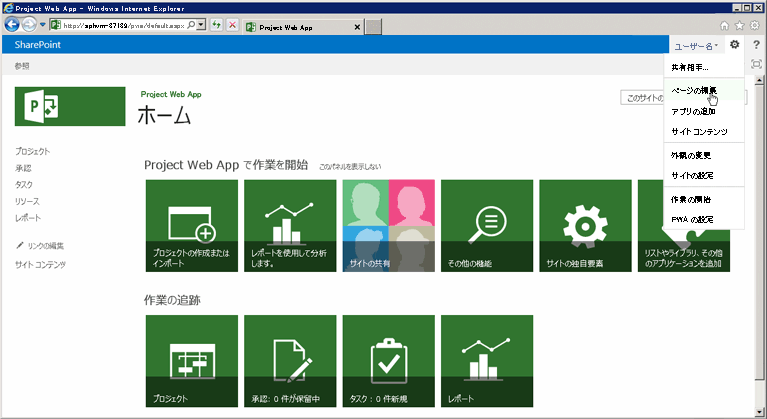 Project Web App - Windows Internet Explorer
http://sphvm-87189/pwa/default.aspx
Project Web App
SharePoint
ユーザー名
?
参照
共有相手...
ページの編集
アプリの追加
サイト コンテンツ
外観の変更
サイトの設定
作業の開始
PWA の設定
Project Web App
ホーム
このサイトの
プロジェクト
承認
タスク
リソース
レポート
リンクの編集
サイト コンテンツ
Project Web App で作業を開始 このパネルを表示しない
プロジェクトの作成または
インポート
レポートを使用して分析
します。
サイトの共有
その他の機能
サイトの独自要素
リストやライブラリ、その他
のアプリケーションを追加
作業の追跡
プロジェクト
承認: 0 件が保留中
タスク : 0 件新規
レポート